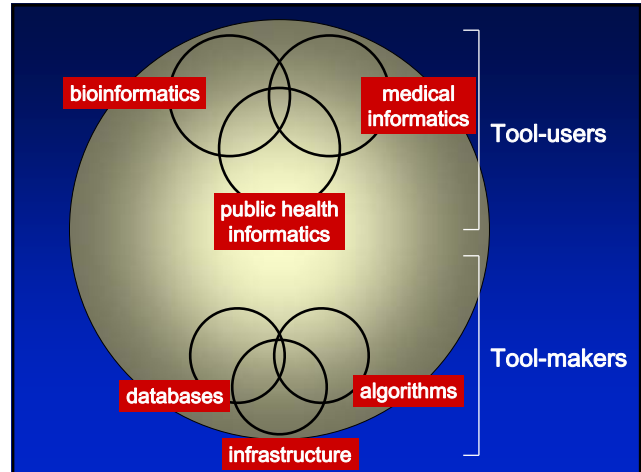 bioinformatics
medical
informatics
Tool-users
public health
informatics
Tool-makers
databases
algorithms
infrastructure